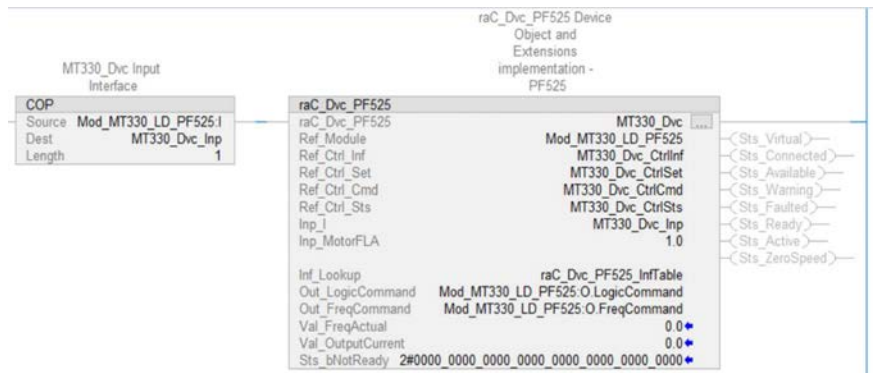 raC_Dvc_PF525 Device
Object and
Extensions
implementation -
PF525
MT330_Dvc Input
Interface
COP
Source Mod_MT330_LD_PF525:I
Dest MT330_Dvc_Inp
Length 1
raC_Dvc_PF525
raC_Dvc_PF525 MT330_Dvc ...
Ref_Module Mod_MT330_LD_PF525
Ref_Ctrl_Inf MT330_Dvc_CtrlInf
Ref_Ctrl_Set MT330_Dvc_CtrlSet
Ref_Ctrl_Cmd MT330_Dvc_CtrlCmd
Ref_Ctrl_Sts MT330_Dvc_CtrlSts
Inp_I MT330_Dvc_Inp
Inp_MotorFLA 1.0
Inf_Lookup raC_Dvc_PF525_InfTable
Out_LogicCommand Mod_MT330_LD_PF525:O.LogicCommand
Out_FreqCommand Mod_MT330_LD_PF525:O.FreqCommand
Val_FreqActual 0.0
Val_OutputCurrent 0.0
Sts_bNotReady 2#0000_0000_0000_0000_0000_0000_0000_0000
Sts_Virtual
Sts_Connected
Sts_Available
Sts_Warning
Sts_Faulted
Sts_Ready
Sts_Active
Sts_ZeroSpeed